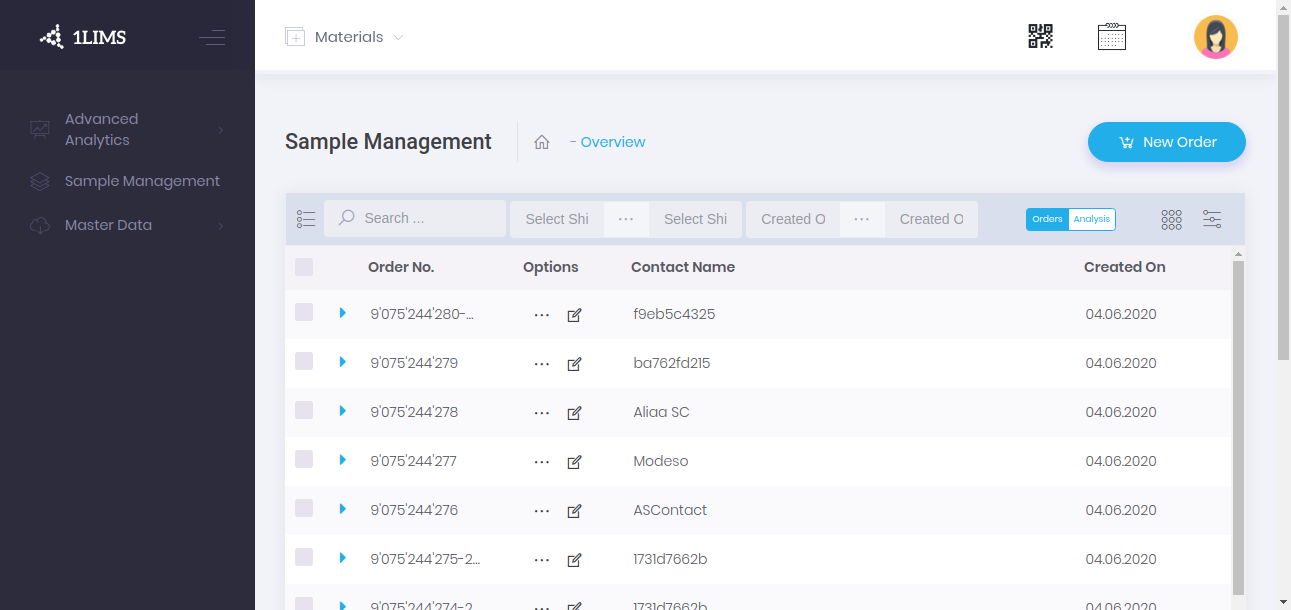 1LIMS
Materials
Advanced
Analytics
Sample Management
Master Data
Sample Management
- Overview
New Order
Search ...
Select Shi
...
Select Shi
Created O
...
Created O
Orders
Analysis
Order No. Options Contact Name Created On
9'075'244'280-... ... f9eb5c4325 04.06.2020
9'075'244'279 ... ba762fd215 04.06.2020
9'075'244'278 ... Aliaa SC 04.06.2020
9'075'244'277 ... Modeso 04.06.2020
9'075'244'276 ... ASContact 04.06.2020
9'075'244'275-2... ... 1731d7662b 04.06.2020
9'075'244'274-2... ... 1731d7662b 04.06.2020